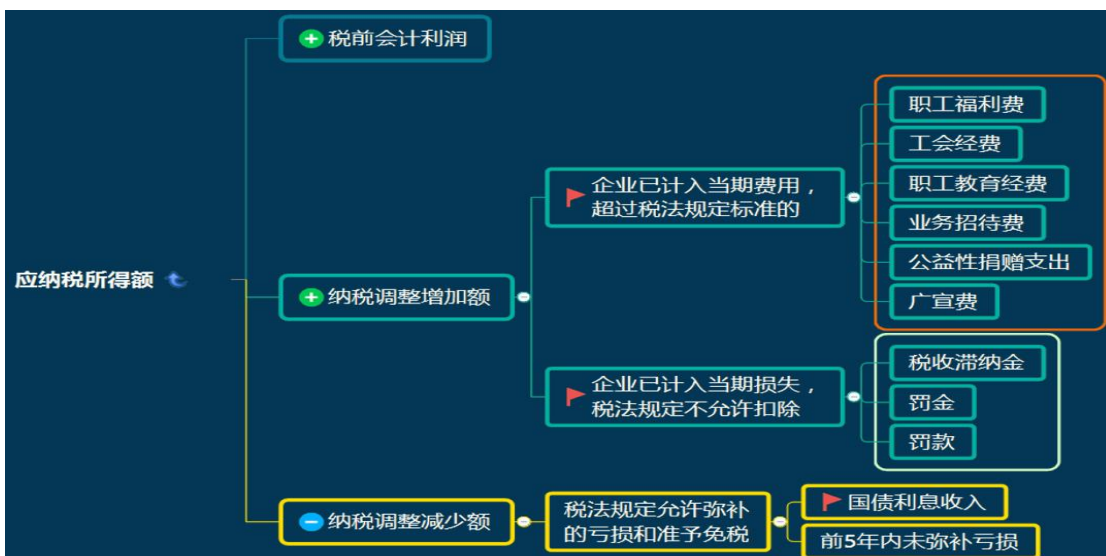 应纳税所得额
税前会计利润
纳税调整增加额
企业已计入当期费用，
超过税法规定标准的
职工福利费
工会经费
职工教育经费
业务招待费
公益性捐赠支出
广宣费
企业已计入当期损失，
税法规定不允许扣除
税收滞纳金
罚金
罚款
纳税调整减少额
税法规定允许弥补
的亏损和准予免税
国债利息收入
前5年内未弥补亏损